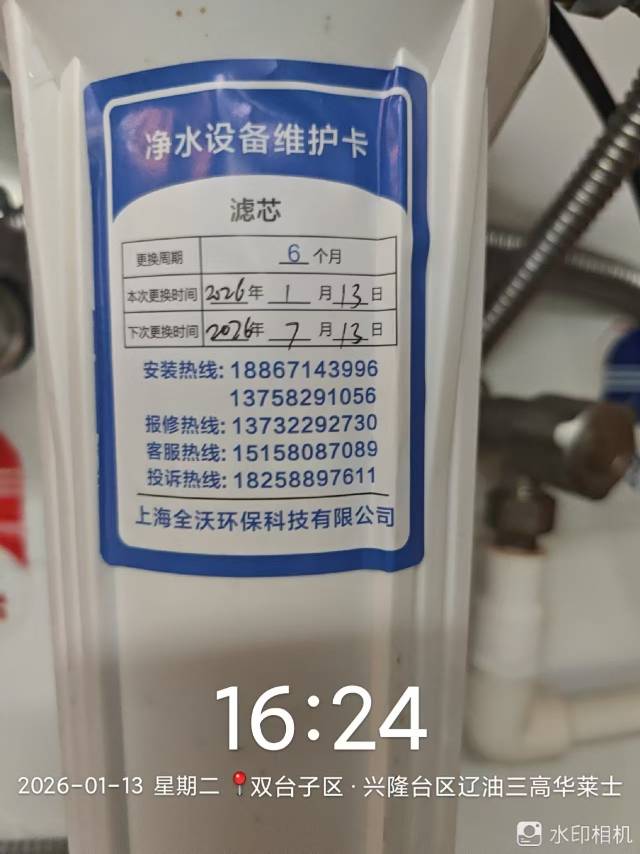 净水设备维护卡
滤芯
更换周期 6 个月
本次更换时间 2026年 1 月 13 日
下次更换时间 2026年 7 月 13 日
安装热线: 18867143996
13758291056
报修热线: 13732292730
客服热线: 15158087089
投诉热线: 18258897611
上海全沃环保科技有限公司
16:24
2026-01-13 星期二 📍双台子区·兴隆台区辽油三高华莱士
水印相机